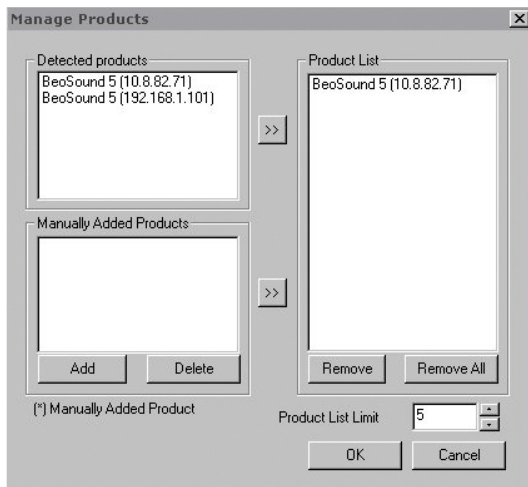 Manage Products
Detected products
BeoSound 5 (10.8.82.71)
BeoSound 5 (192.168.1.101)
>>
Manually Added Products
>>
Add
Delete
(*) Manually Added Product
Product List
BeoSound 5 (10.8.82.71)
Remove
Remove All
Product List Limit
5
OK
Cancel